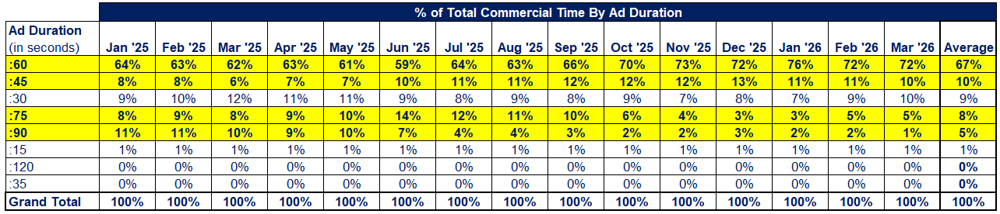 % of Total Commercial Time By Ad Duration
Ad Duration
(in seconds) Jan '25 Feb '25 Mar '25 Apr '25 May '25 Jun '25 Jul '25 Aug '25 Sep '25 Oct '25 Nov '25 Dec '25 Jan '26 Feb '26 Mar '26 Average
:60 64% 63% 62% 63% 61% 59% 64% 63% 66% 70% 73% 72% 76% 72% 72% 67%
:45 8% 8% 6% 7% 7% 10% 11% 11% 12% 12% 12% 13% 11% 11% 10% 10%
:30 9% 10% 12% 11% 11% 9% 8% 9% 8% 9% 7% 8% 7% 9% 10% 9%
:75 8% 9% 8% 9% 10% 14% 12% 11% 10% 6% 4% 3% 3% 5% 5% 8%
:90 11% 11% 10% 9% 10% 7% 4% 4% 3% 2% 2% 3% 2% 2% 1% 5%
:15 1% 1% 1% 1% 1% 1% 1% 1% 1% 1% 1% 1% 1% 1% 1% 1%
:120 0% 0% 0% 0% 0% 0% 0% 0% 0% 0% 0% 0% 0% 0% 0% 0%
:35 0% 0% 0% 0% 0% 0% 0% 0% 0% 0% 0% 0% 0% 0% 0% 0%
Grand Total 100% 100% 100% 100% 100% 100% 100% 100% 100% 100% 100% 100% 100% 100% 100% 100%